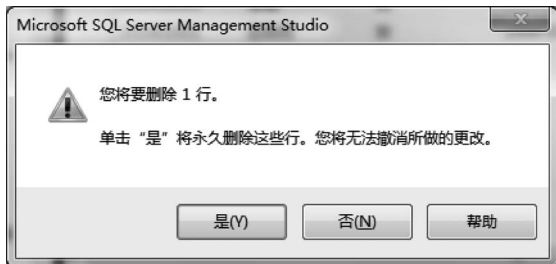 Microsoft SQL Server Management Studio
您将要删除 1 行。
单击“是”将永久删除这些行。您将无法撤消所做的更改。
是(Y)
否(N)
帮助